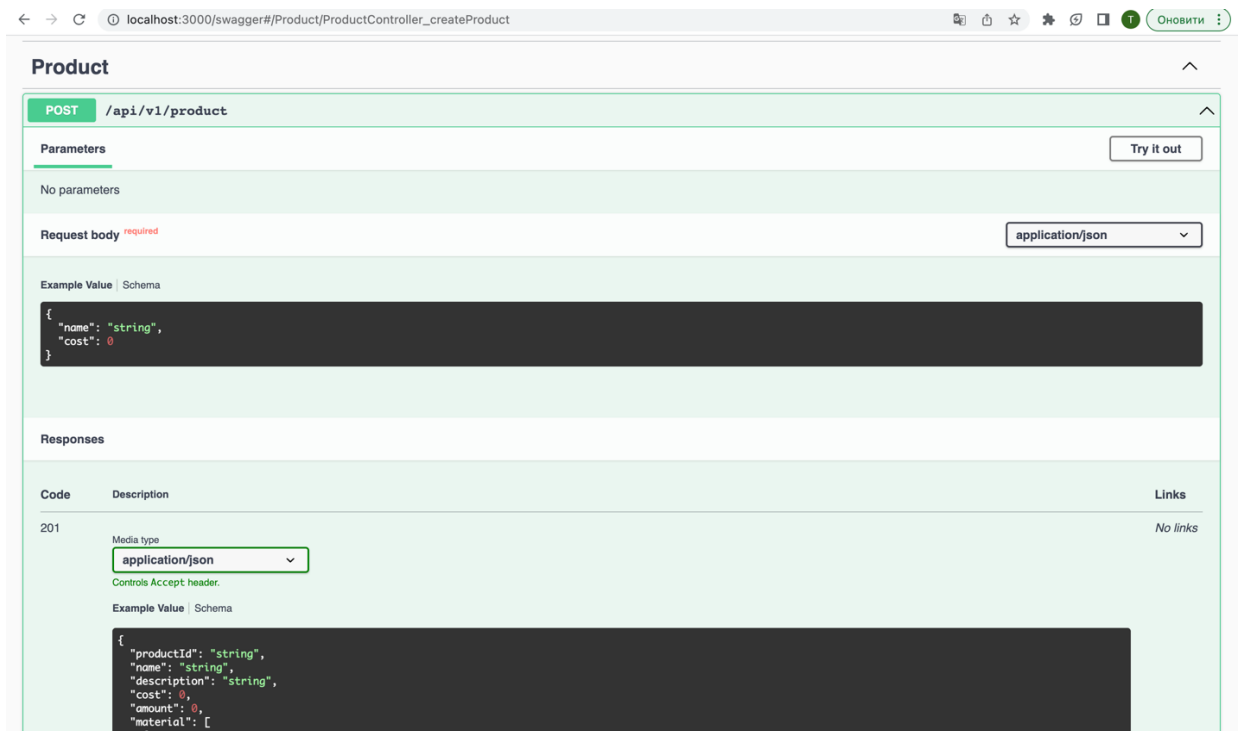 localhost:3000/swagger#/Product/ProductController_createProduct
T
Оновити
Product
POST /api/v1/product
Parameters
Try it out
No parameters
Request body required
application/json
Example Value | Schema
{
"name": "string",
"cost": 0
}
Responses
Code Description Links
201 No links
Media type
application/json
Controls Accept header.
Example Value | Schema
{
"productId": "string",
"name": "string",
"description": "string",
"cost": 0,
"amount": 0,
"material": [